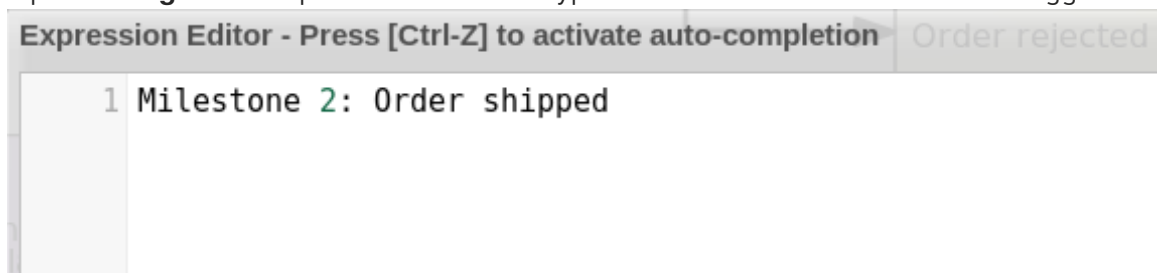 Expression Editor - Press [Ctrl-Z] to activate auto-completion Order rejected
1 Milestone 2: Order shipped